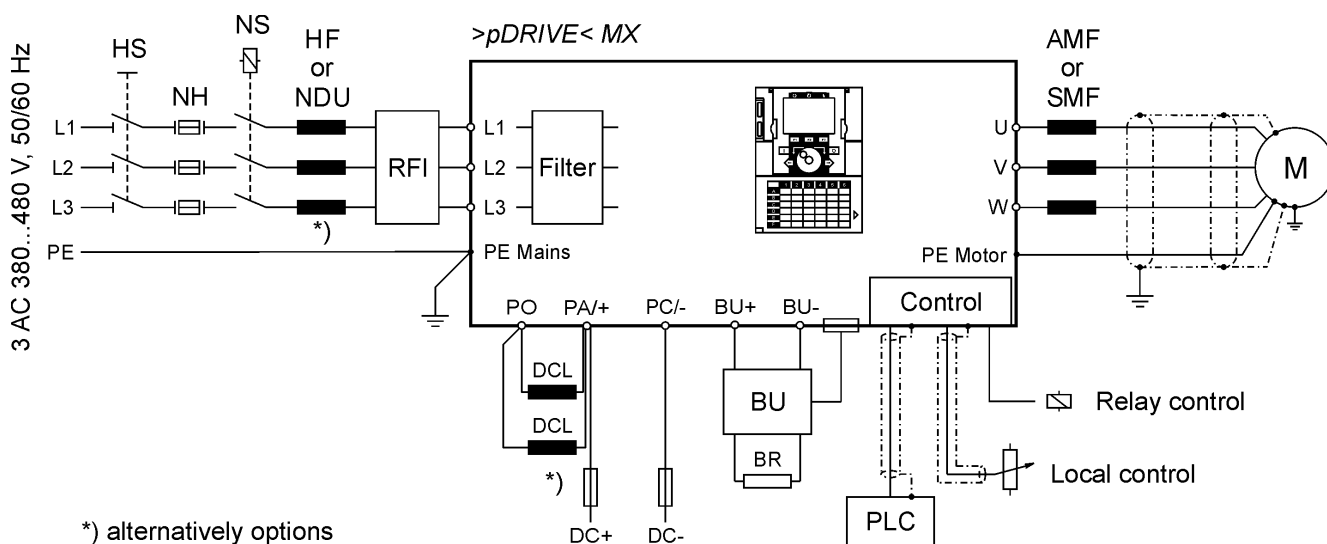 3 AC 380...480 V, 50/60 Hz
HS
NH
NS
HF
or
NDU
>pDRIVE< MX
AMF
or
SMF
L1
L2
L3
PE
*)
RFI
L1
L2
L3
Filter
PE Mains
U
V
W
PE Motor
M
Control
PO
PA/+
PC/-
BU+
BU-
DCL
DCL
*)
BU
BR
DC+
DC-
PLC
Relay control
Local control
*) alternatively options